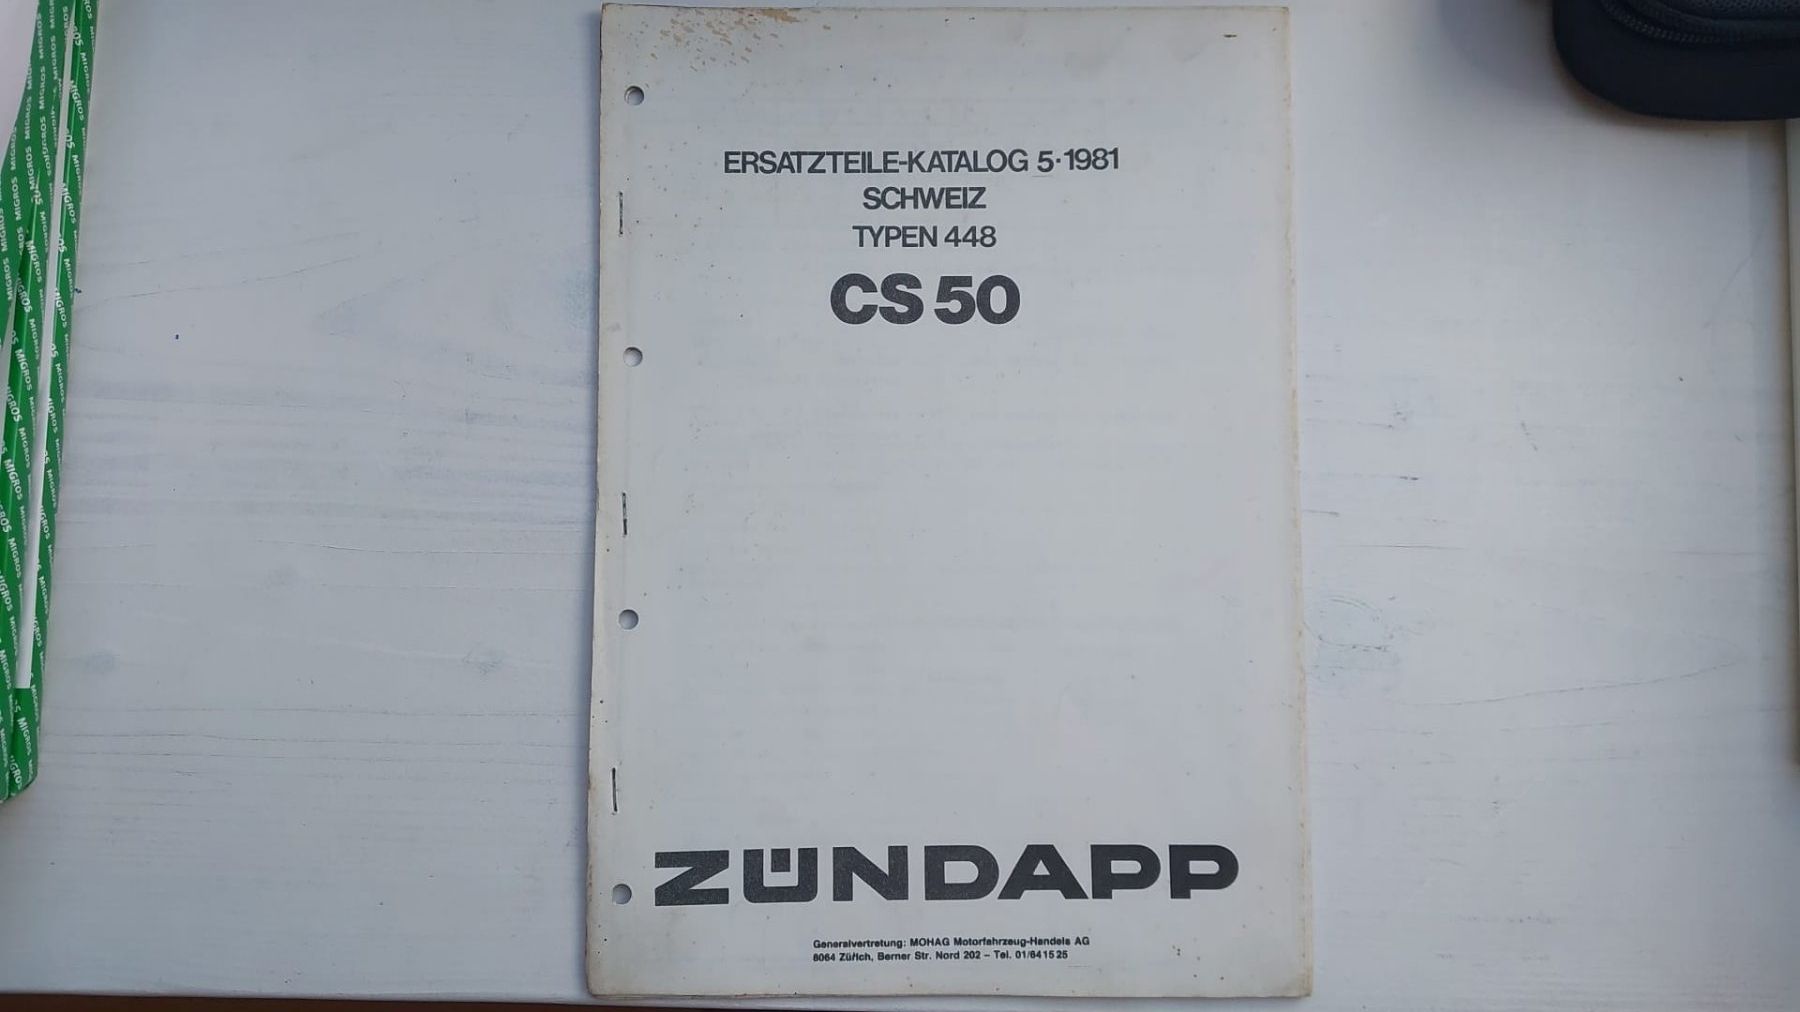 ERSATZTEILE-KATALOG 5·1981
SCHWEIZ
TYPEN 448
CS 50
ZÜNDAPP
Generalvertretung: MOHAG Motorfahrzeug-Handels AG
8064 Zürich, Berner Str. Nord 202 – Tel. 01/64 15 25
MIGROS